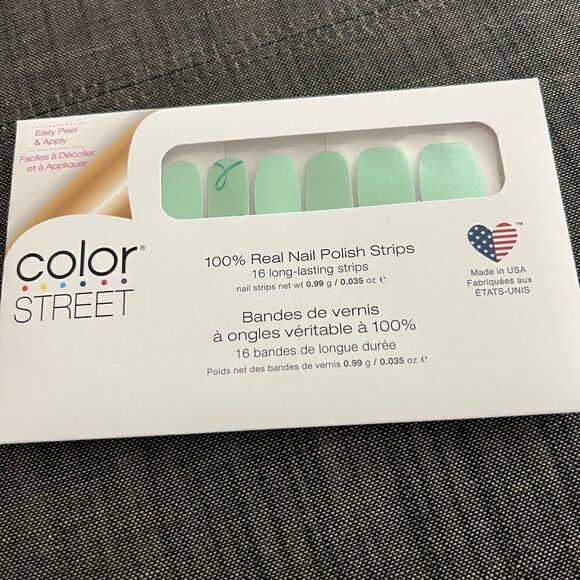 Easy Peel
& Apply
Faciles à Décoller
et à Appliquer
color®
STREET
100% Real Nail Polish Strips
16 long-lasting strips
nail strips net wt 0.99 g / 0.035 oz ℮
Bandes de vernis
à ongles véritable à 100%
16 bandes de longue durée
Poids net des bandes de vernis 0.99 g / 0.035 oz ℮
™
Made in USA
Fabriquées aux
ÉTATS-UNIS